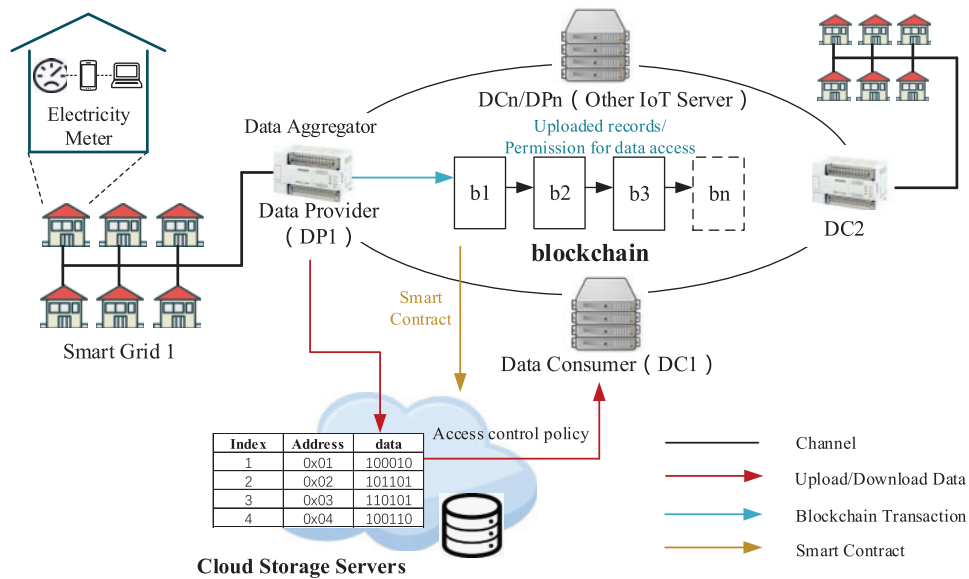 DCn/DPn ( Other IoT Server )
Electricity
Meter
Data Aggregator
Uploaded records/
Permission for data access
b1
b2
b3
bn
Data Provider
( DP1 )
DC2
blockchain
Smart
Contract
Smart Grid 1
Data Consumer ( DC1 )
Access control policy
Index Address data
1 0x01 100010
2 0x02 101101
3 0x03 110101
4 0x04 100110
Cloud Storage Servers
Channel
Upload/Download Data
Blockchain Transaction
Smart Contract